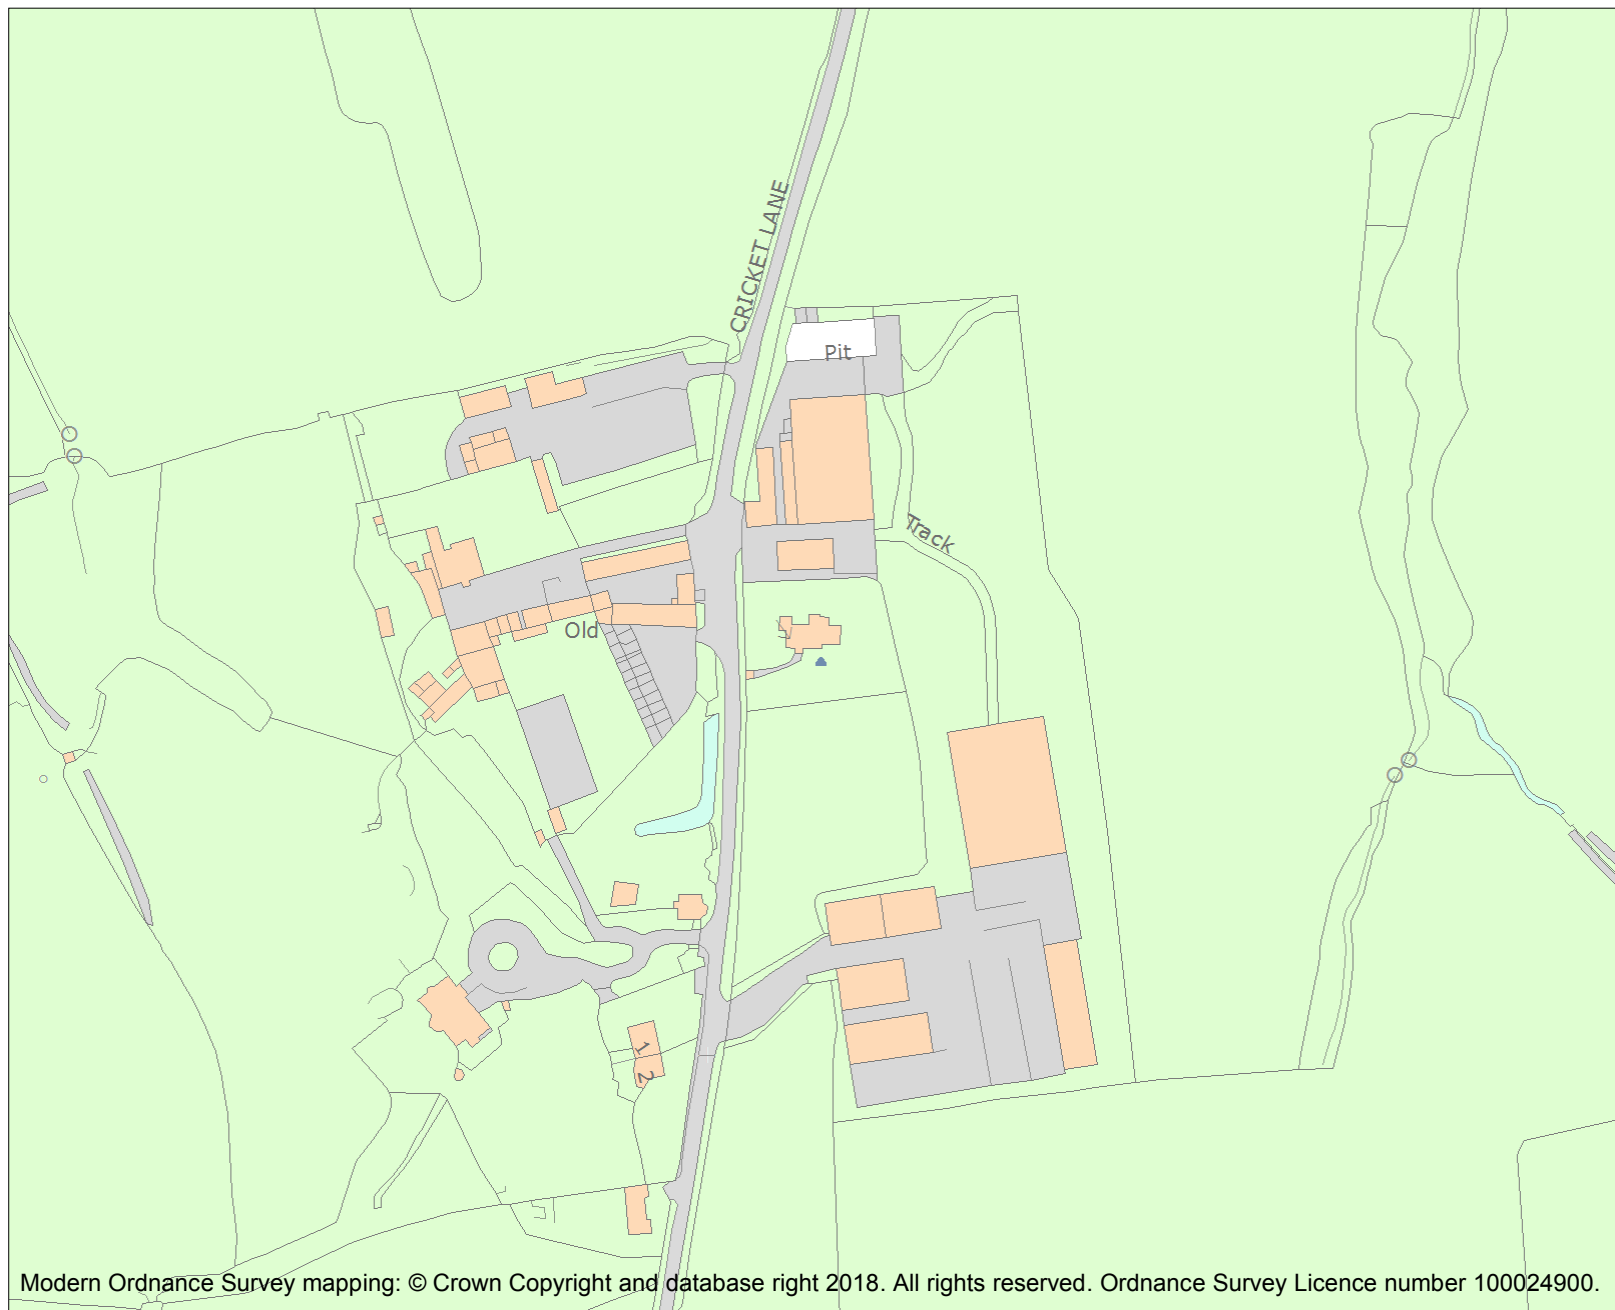 CRICKET LANE
Pit
Track
Old
1
2
Modern Ordnance Survey mapping: © Crown Copyright and database right 2018. All rights reserved. Ordnance Survey Licence number 100024900.